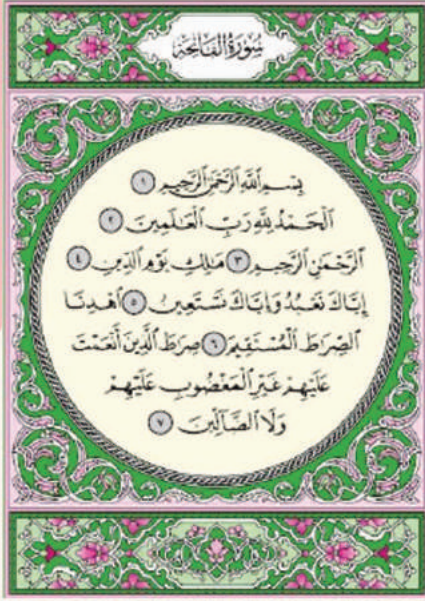 سُورَةُ الْفَاتِحَةِ
بِسْمِ ٱللَّهِ ٱلرَّحْمَٰنِ ٱلرَّحِيمِ ١
ٱلْحَمْدُ لِلَّهِ رَبِّ ٱلْعَٰلَمِينَ ٢
ٱلرَّحْمَٰنِ ٱلرَّحِيمِ ٣ مَٰلِكِ يَوْمِ ٱلدِّينِ ٤
إِيَّاكَ نَعْبُدُ وَإِيَّاكَ نَسْتَعِينُ ٥ ٱهْدِنَا
ٱلصِّرَٰطَ ٱلْمُسْتَقِيمَ ٦ صِرَٰطَ ٱلَّذِينَ أَنْعَمْتَ
عَلَيْهِمْ غَيْرِ ٱلْمَغْضُوبِ عَلَيْهِمْ
وَلَا ٱلضَّآلِّينَ ٧